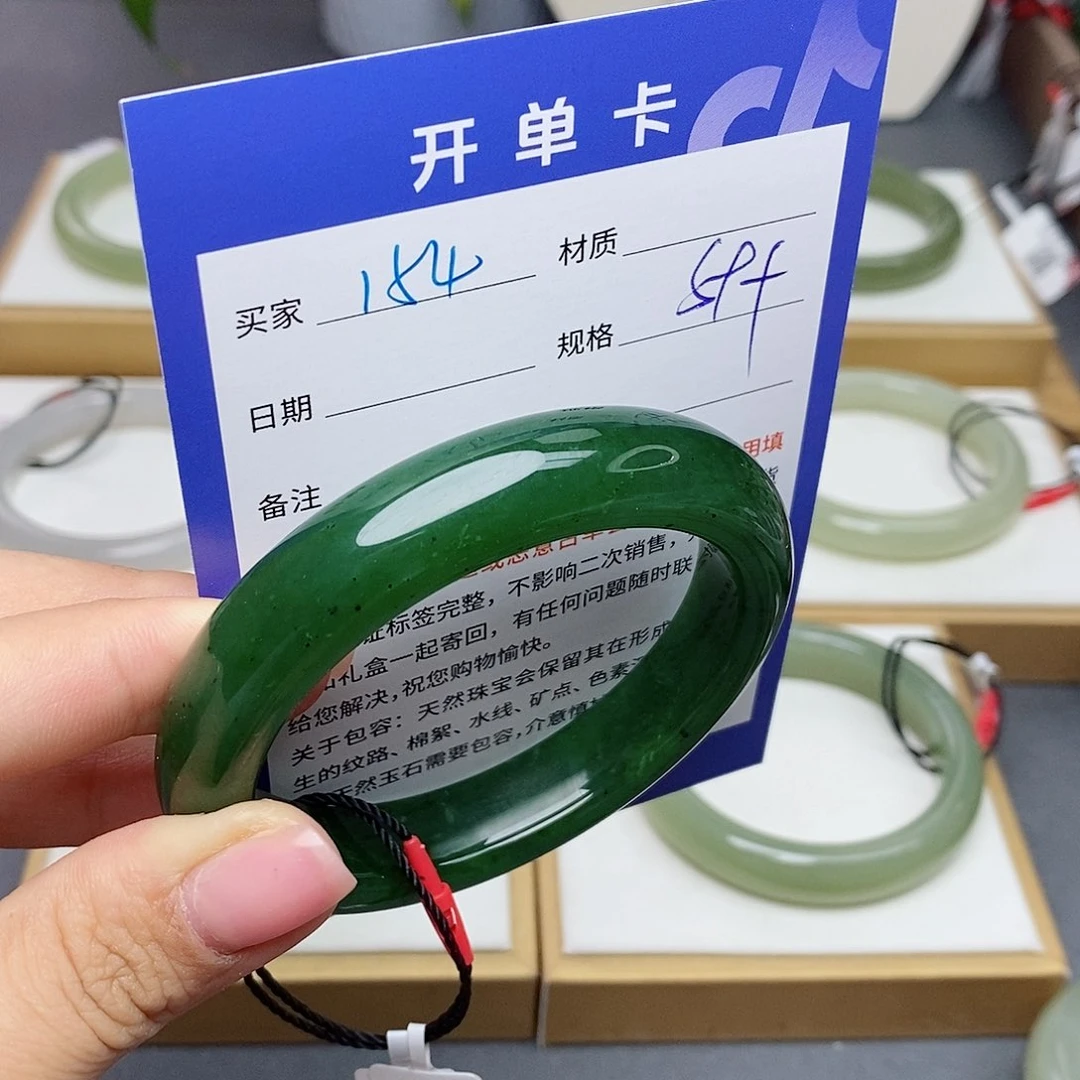 开单卡
买家 184 材质
日期 规格
备注
用填
不影响二次销售,
标签完整,
礼盒一起寄回,有任何问题随时联
给您解决,祝您购物愉快。
关于包容:天然珠宝会保留其在形成
生的纹路、棉絮、水线、矿点、色素
天然玉石需要包容,介意慎